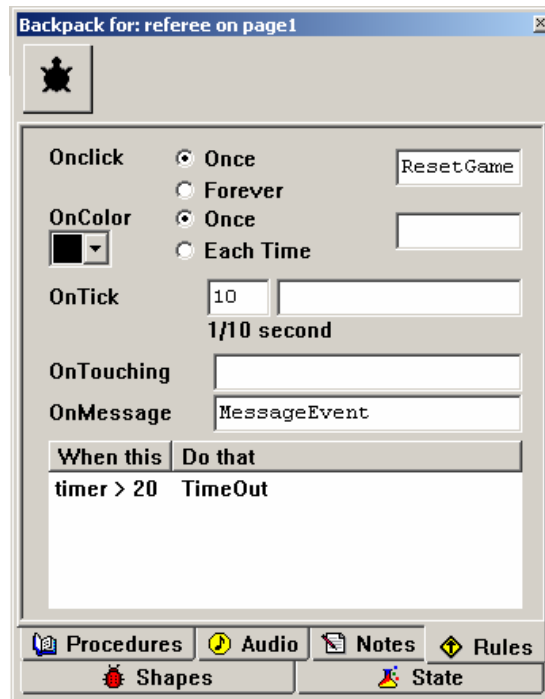 Backpack for: referee on page1
Onclick Once ResetGame
Forever
OnColor Once
Each Time
OnTick 10
1/10 second
OnTouching
OnMessage MessageEvent
When this Do that
timer > 20 TimeOut
Procedures Audio Notes Rules
Shapes State